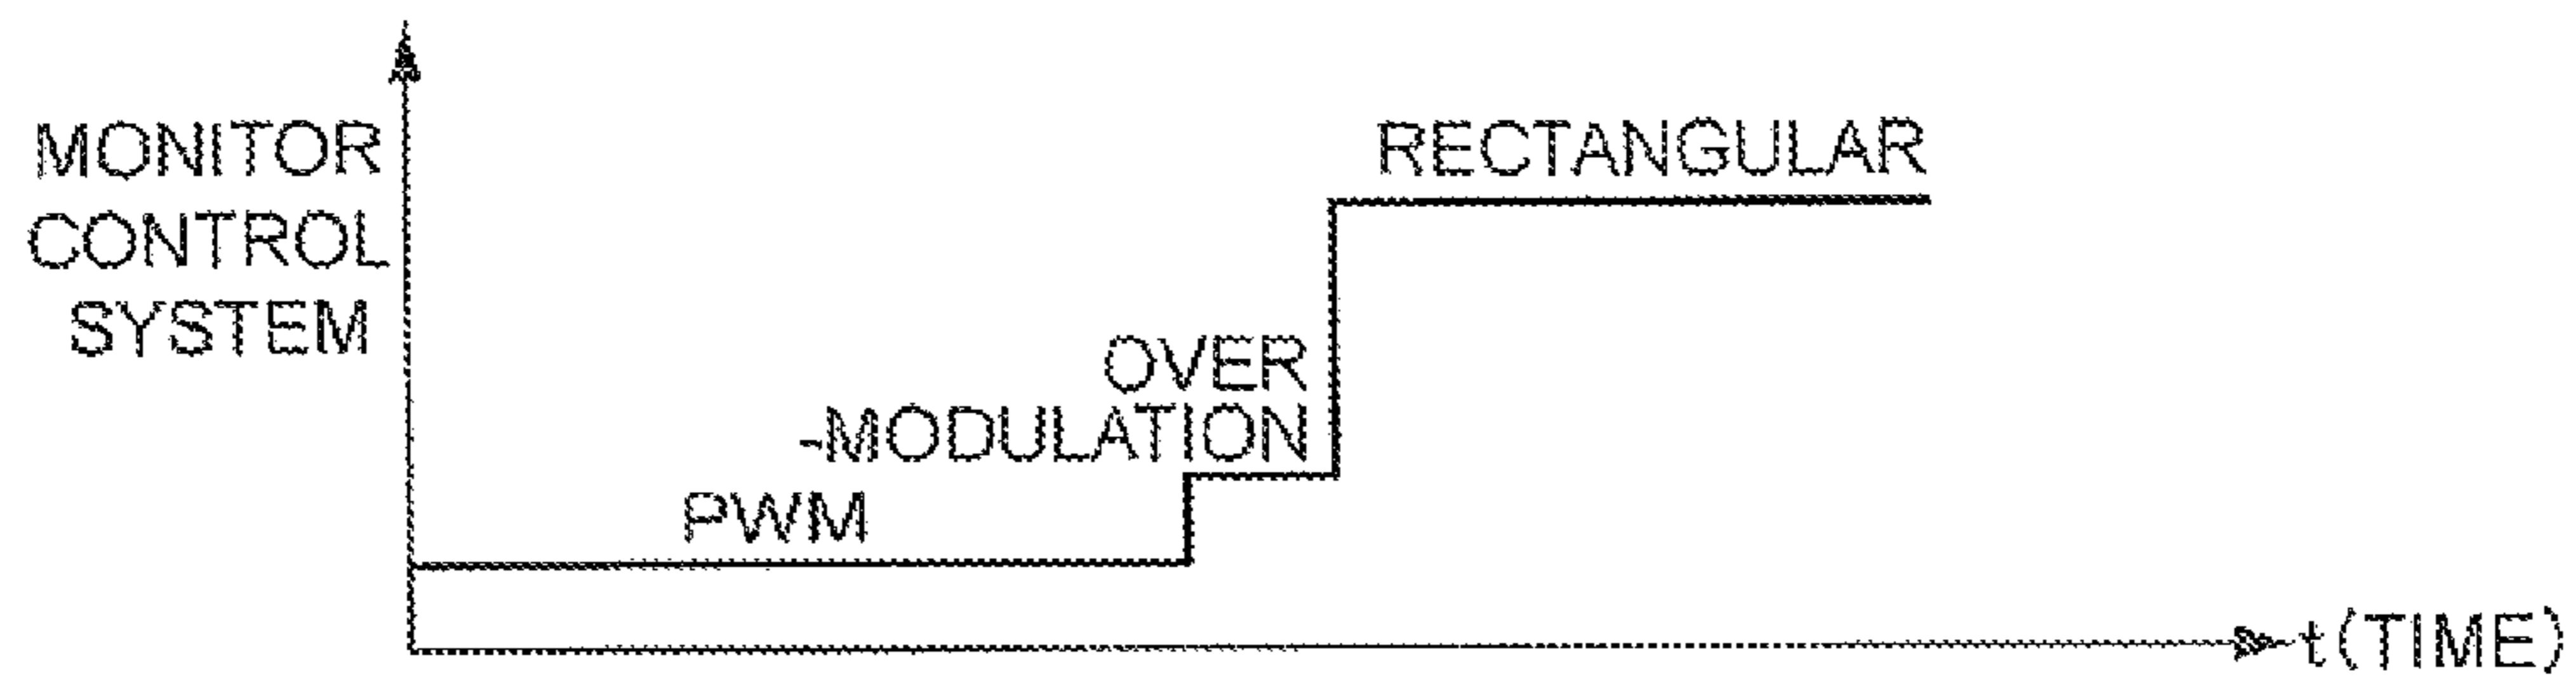 MONITOR
CONTROL
SYSTEM
RECTANGULAR
OVER
-MODULATION
PWM
t(TIME)